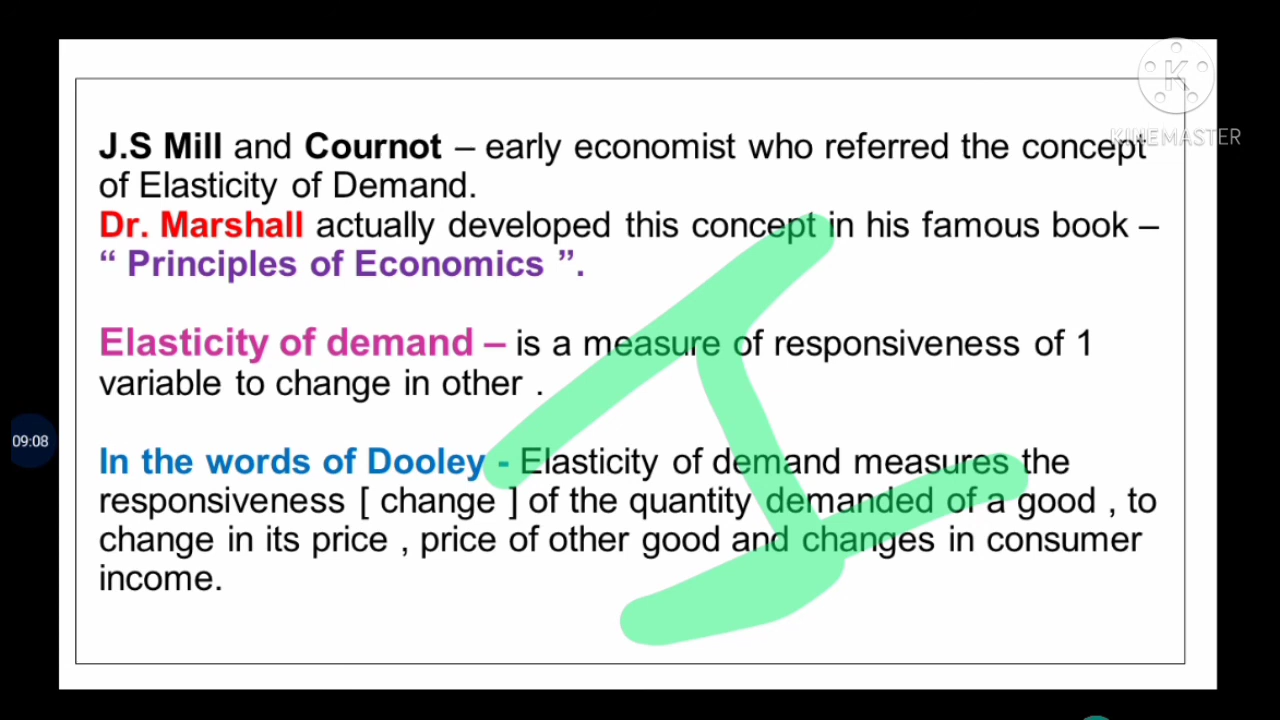 J.S Mill and Cournot – early economist who referred the concept
of Elasticity of Demand.
Dr. Marshall actually developed this concept in his famous book –
“ Principles of Economics ”.
Elasticity of demand – is a measure of responsiveness of 1
variable to change in other .
In the words of Dooley - Elasticity of demand measures the
responsiveness [ change ] of the quantity demanded of a good , to
change in its price , price of other good and changes in consumer
income.
K
KINEMASTER
09:08